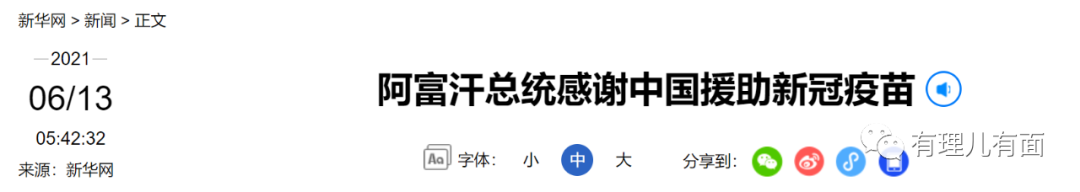 新华网 > 新闻 > 正文
2021
06/13
05:42:32
来源：新华网
阿富汗总统感谢中国援助新冠疫苗
Aa 字体： 小 中 大 分享到：
有理儿有面